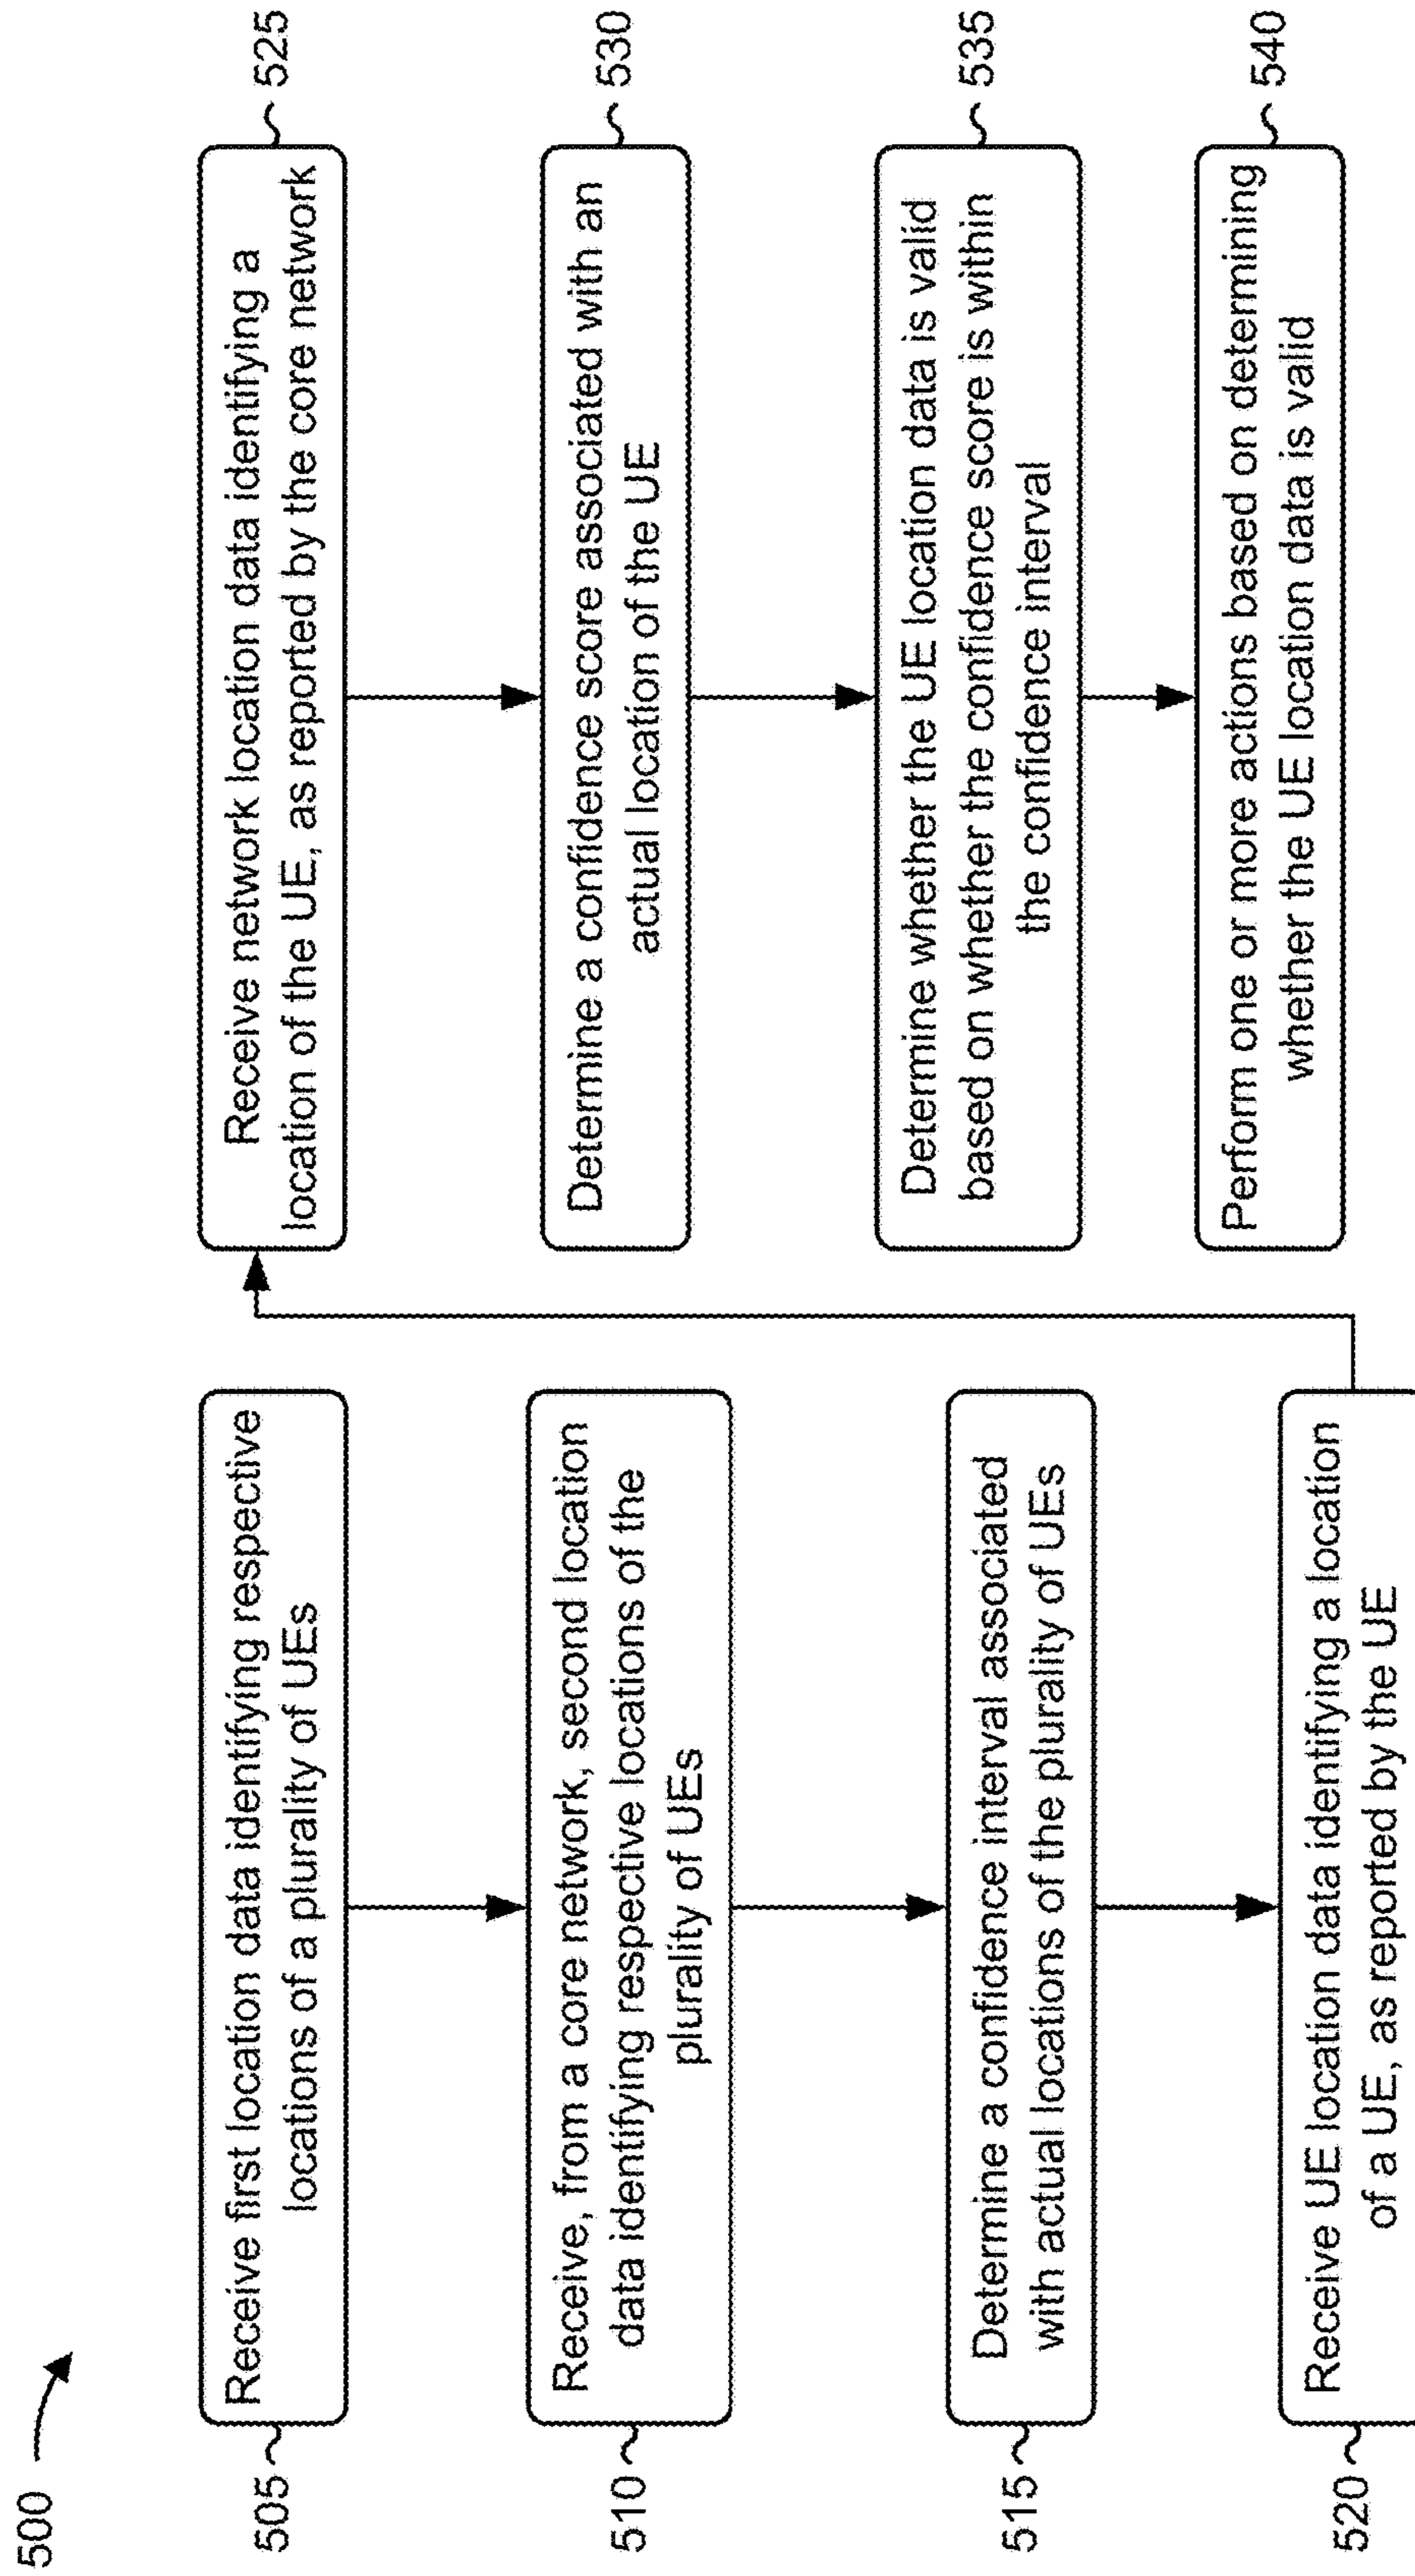 500
505
Receive first location data identifying respective
locations of a plurality of UEs
510
Receive, from a core network, second location
data identifying respective locations of the
plurality of UEs
515
Determine a confidence interval associated
with actual locations of the plurality of UEs
520
Receive UE location data identifying a location
of a UE, as reported by the UE
525
Receive network location data identifying a
location of the UE, as reported by the core network
530
Determine a confidence score associated with an
actual location of the UE
535
Determine whether the UE location data is valid
based on whether the confidence score is within
the confidence interval
540
Perform one or more actions based on determining
whether the UE location data is valid